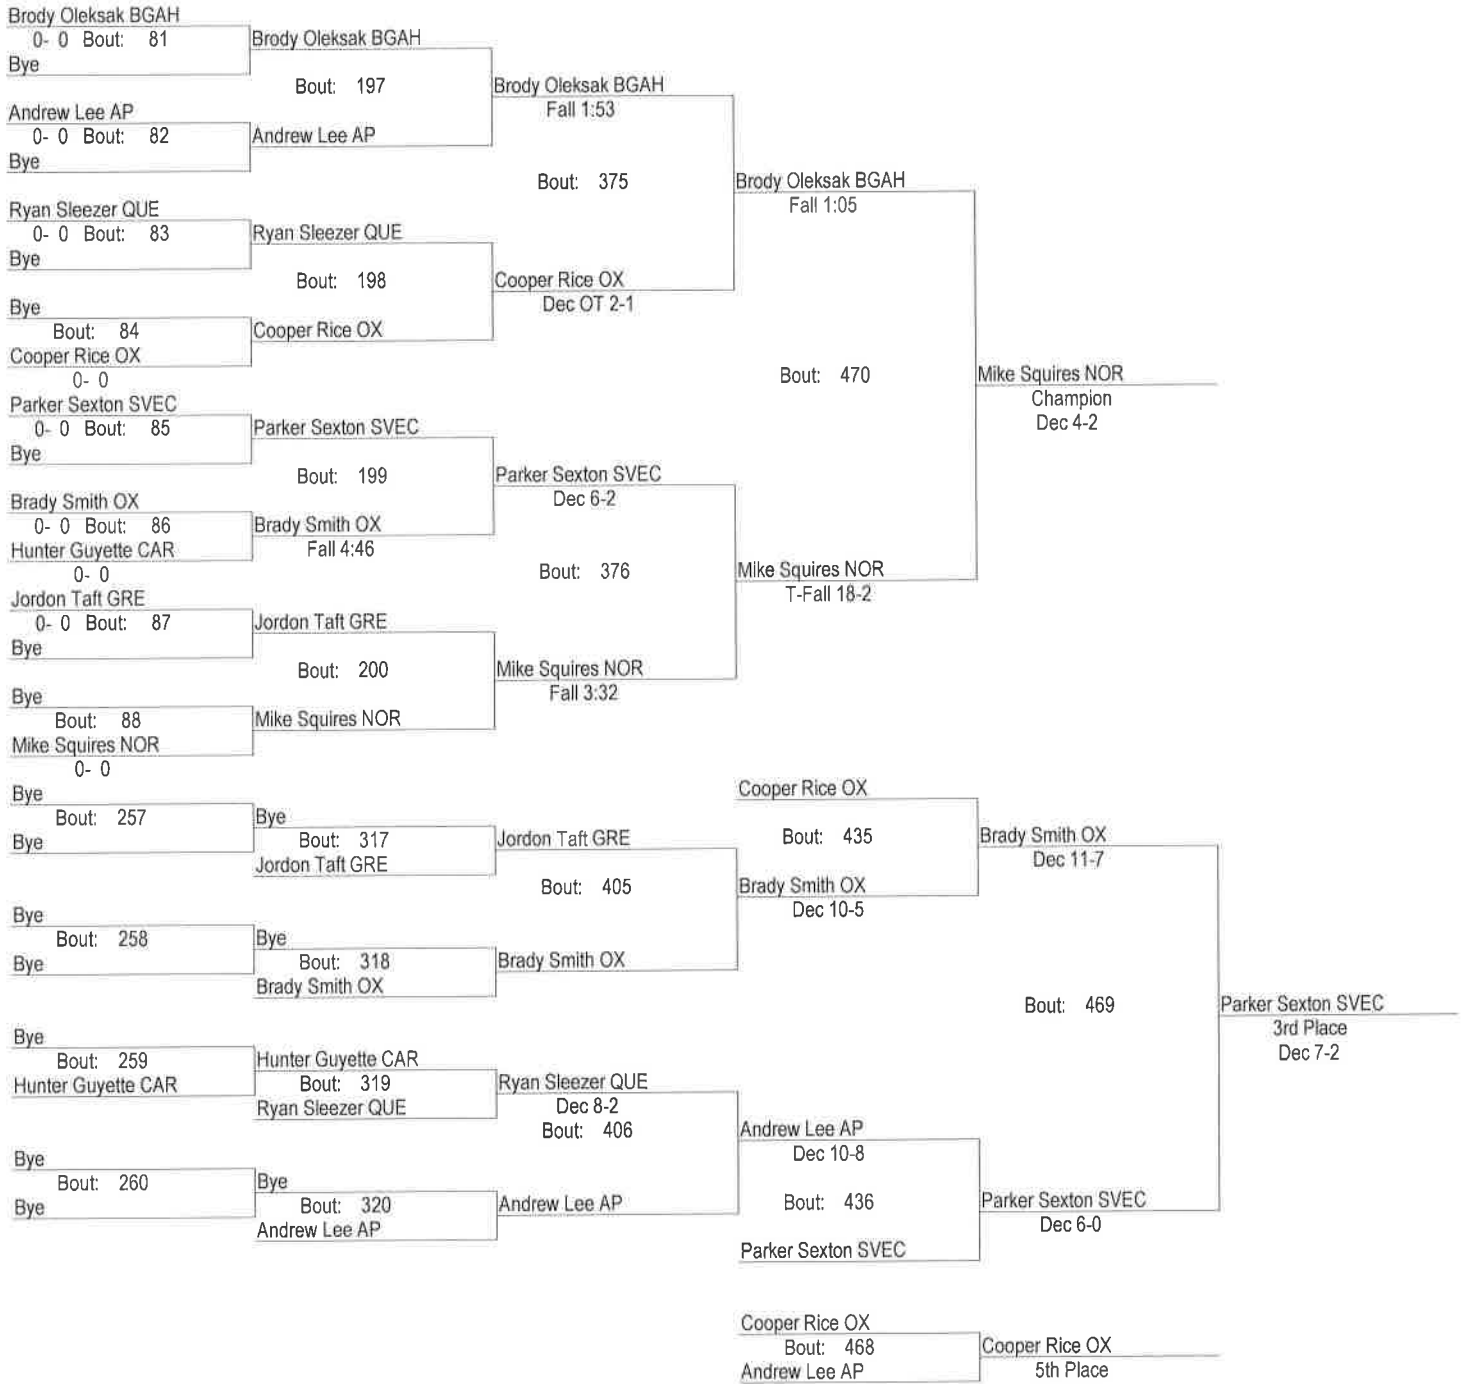 Brody Oleksak BGAH
0- 0 Bout: 81
Bye
Brody Oleksak BGAH
Bout: 197
Andrew Lee AP
0- 0 Bout: 82
Bye
Andrew Lee AP
Brody Oleksak BGAH
Fall 1:53
Bout: 375
Ryan Sleezer QUE
0- 0 Bout: 83
Bye
Ryan Sleezer QUE
Bout: 198
Bye
Bout: 84
Cooper Rice OX
0- 0
Cooper Rice OX
Cooper Rice OX
Dec OT 2-1
Brody Oleksak BGAH
Fall 1:05
Bout: 470
Parker Sexton SVEC
0- 0 Bout: 85
Bye
Parker Sexton SVEC
Bout: 199
Brady Smith OX
0- 0 Bout: 86
Hunter Guyette CAR
0- 0
Brady Smith OX
Fall 4:46
Parker Sexton SVEC
Dec 6-2
Bout: 376
Jordon Taft GRE
0- 0 Bout: 87
Bye
Jordon Taft GRE
Bout: 200
Bye
Bout: 88
Mike Squires NOR
0- 0
Mike Squires NOR
Mike Squires NOR
Fall 3:32
Mike Squires NOR
T-Fall 18-2
Mike Squires NOR
Champion
Dec 4-2
Bye
Bout: 257
Bye
Bye
Bout: 317
Jordon Taft GRE
Jordon Taft GRE
Bout: 405
Bye
Bout: 258
Bye
Bye
Bout: 318
Brady Smith OX
Brady Smith OX
Cooper Rice OX
Bout: 435
Brady Smith OX
Dec 10-5
Brady Smith OX
Dec 11-7
Bout: 469
Bye
Bout: 259
Hunter Guyette CAR
Hunter Guyette CAR
Bout: 319
Ryan Sleezer QUE
Ryan Sleezer QUE
Dec 8-2
Bout: 406
Bye
Bout: 260
Bye
Bye
Bout: 320
Andrew Lee AP
Andrew Lee AP
Andrew Lee AP
Dec 10-8
Bout: 436
Parker Sexton SVEC
Parker Sexton SVEC
Dec 6-0
Parker Sexton SVEC
3rd Place
Dec 7-2
Cooper Rice OX
Bout: 468
Andrew Lee AP
Cooper Rice OX
5th Place